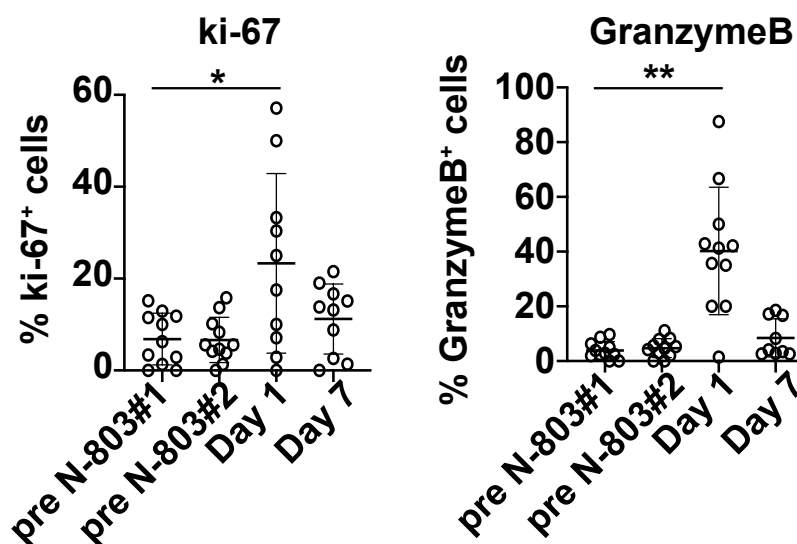 ki-67
*
% ki-67+ cells
60
40
20
0
pre N-803#1
pre N-803#2
Day 1
Day 7
GranzymeB
**
% GranzymeB+ cells
100
80
60
40
20
0
pre N-803#1
pre N-803#2
Day 1
Day 7